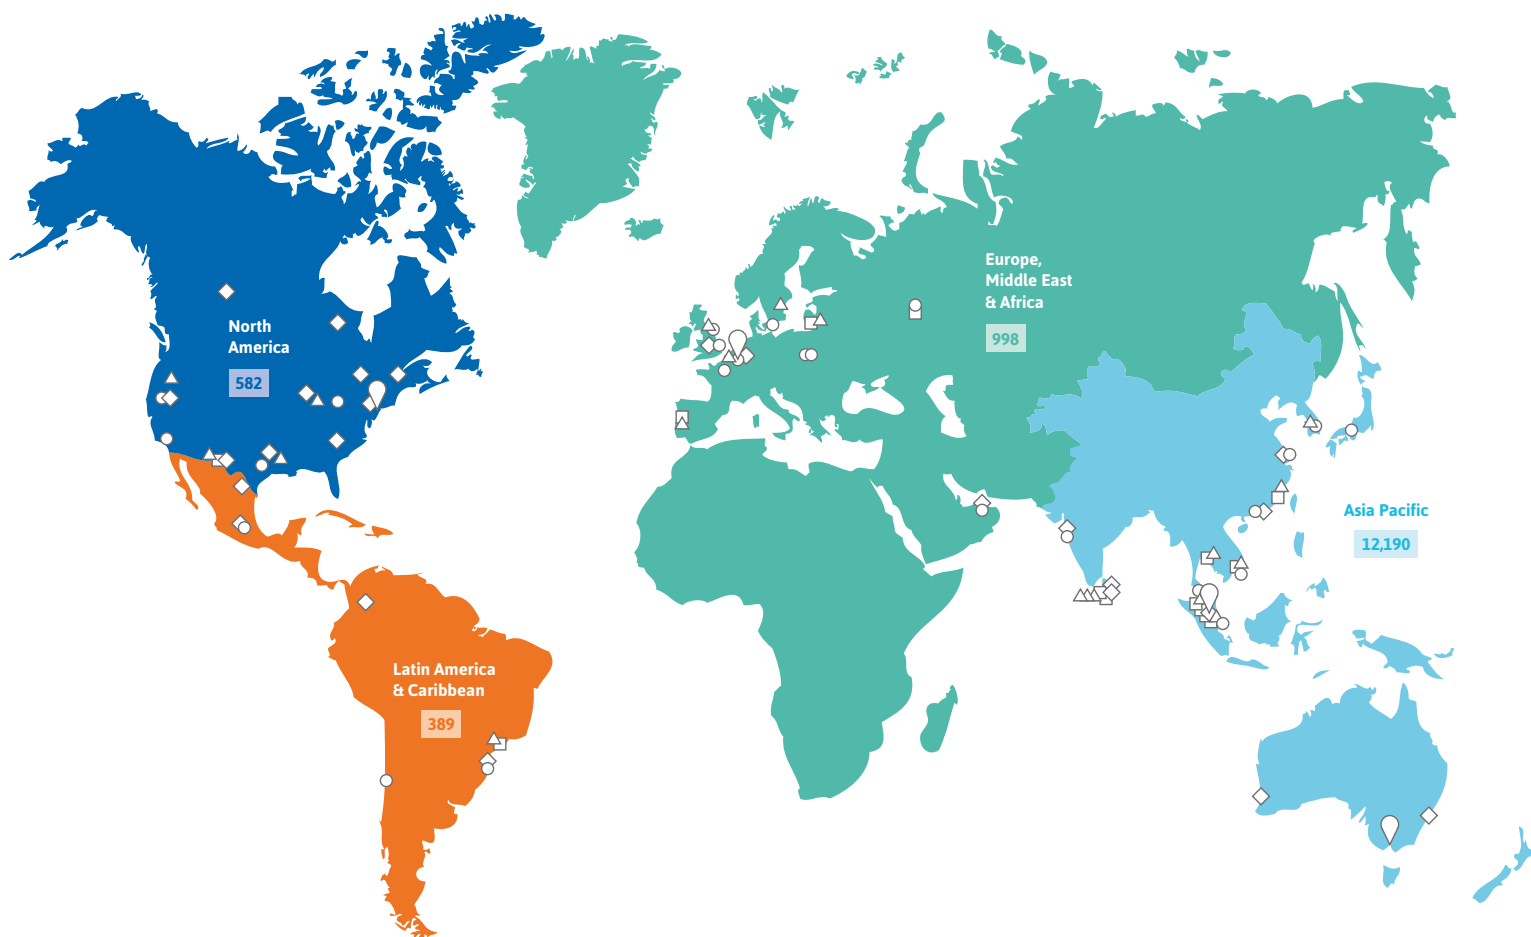 Europe,
Middle East
& Africa
998
North
America
582
Asia Pacific
12,190
Latin America
& Caribbean
389